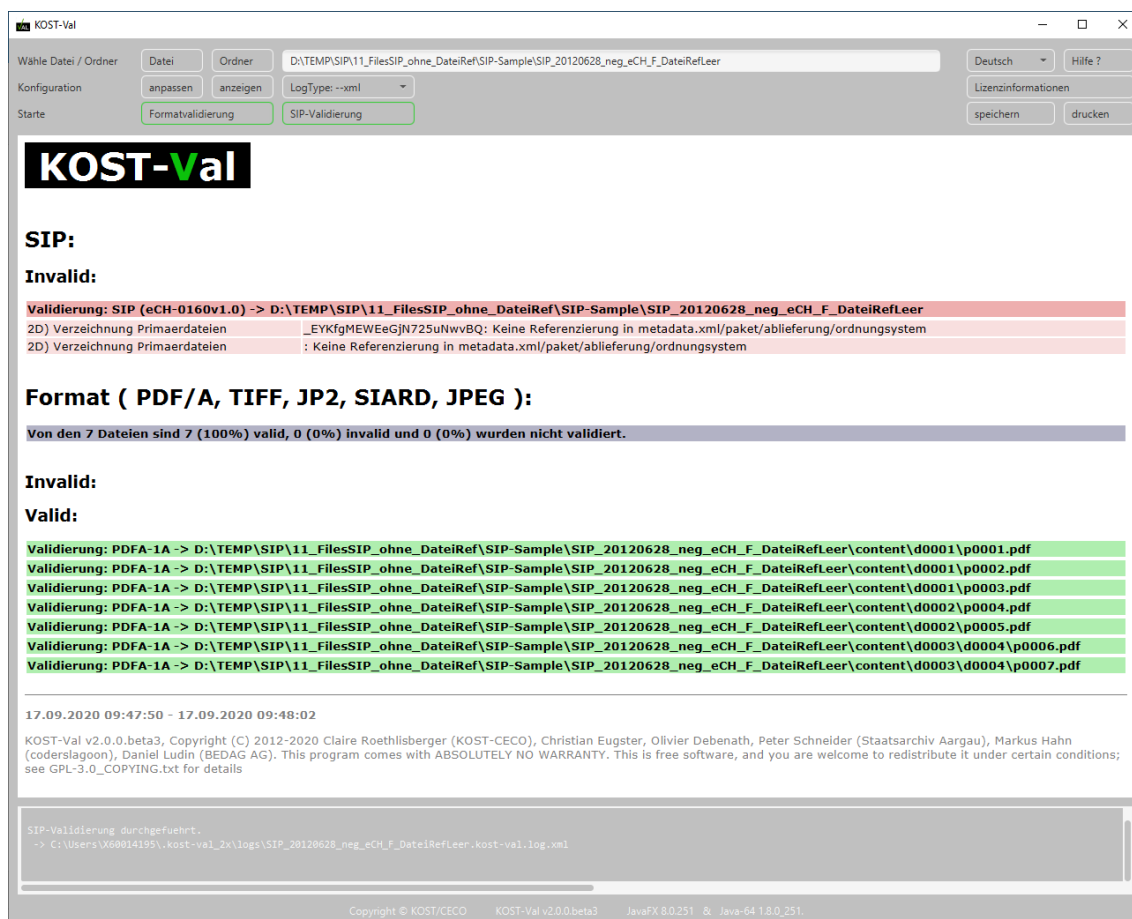 KOST-Val
Wähle Datei / Ordner Datei Ordner D:\TEMP\SIP\11_FilesSIP_ohne_DateiRef\SIP-Sample\SIP_20120628_neg_eCH_F_DateiRefLeer Deutsch Hilfe ?
Konfiguration anpassen anzeigen LogType: --xml Lizenzinformationen
Starte Formatvalidierung SIP-Validierung speichern drucken
KOST-Val
SIP:
Invalid:
Validierung: SIP (eCH-0160v1.0) -> D:\TEMP\SIP\11_FilesSIP_ohne_DateiRef\SIP-Sample\SIP_20120628_neg_eCH_F_DateiRefLeer
2D) Verzeichnung Primaerdateien _EYKfgMEWEeGjN725uNwvBQ: Keine Referenzierung in metadata.xml/paket/ablieferung/ordnungsystem
2D) Verzeichnung Primaerdateien : Keine Referenzierung in metadata.xml/paket/ablieferung/ordnungsystem
Format ( PDF/A, TIFF, JP2, SIARD, JPEG ):
Von den 7 Dateien sind 7 (100%) valid, 0 (0%) invalid und 0 (0%) wurden nicht validiert.
Invalid:
Valid:
Validierung: PDFA-1A -> D:\TEMP\SIP\11_FilesSIP_ohne_DateiRef\SIP-Sample\SIP_20120628_neg_eCH_F_DateiRefLeer\content\d0001\p0001.pdf
Validierung: PDFA-1A -> D:\TEMP\SIP\11_FilesSIP_ohne_DateiRef\SIP-Sample\SIP_20120628_neg_eCH_F_DateiRefLeer\content\d0001\p0002.pdf
Validierung: PDFA-1A -> D:\TEMP\SIP\11_FilesSIP_ohne_DateiRef\SIP-Sample\SIP_20120628_neg_eCH_F_DateiRefLeer\content\d0001\p0003.pdf
Validierung: PDFA-1A -> D:\TEMP\SIP\11_FilesSIP_ohne_DateiRef\SIP-Sample\SIP_20120628_neg_eCH_F_DateiRefLeer\content\d0002\p0004.pdf
Validierung: PDFA-1A -> D:\TEMP\SIP\11_FilesSIP_ohne_DateiRef\SIP-Sample\SIP_20120628_neg_eCH_F_DateiRefLeer\content\d0002\p0005.pdf
Validierung: PDFA-1A -> D:\TEMP\SIP\11_FilesSIP_ohne_DateiRef\SIP-Sample\SIP_20120628_neg_eCH_F_DateiRefLeer\content\d0003\d0004\p0006.pdf
Validierung: PDFA-1A -> D:\TEMP\SIP\11_FilesSIP_ohne_DateiRef\SIP-Sample\SIP_20120628_neg_eCH_F_DateiRefLeer\content\d0003\d0004\p0007.pdf
17.09.2020 09:47:50 - 17.09.2020 09:48:02
KOST-Val v2.0.0.beta3, Copyright (C) 2012-2020 Claire Roethlisberger (KOST-CECO), Christian Eugster, Olivier Debenath, Peter Schneider (Staatsarchiv Aargau), Markus Hahn
(coderslagoon), Daniel Ludin (BEDAG AG). This program comes with ABSOLUTELY NO WARRANTY. This is free software, and you are welcome to redistribute it under certain conditions;
see GPL-3.0_COPYING.txt for details
SIP-Validierung durchgefuehrt.
-> C:\Users\X60014195\.kost-val_2x\logs\SIP_20120628_neg_eCH_F_DateiRefLeer.kost-val.log.xml
Copyright © KOST/CECO KOST-Val v2.0.0.beta3 JavaFX 8.0.251 & Java-64 1.8.0_251.